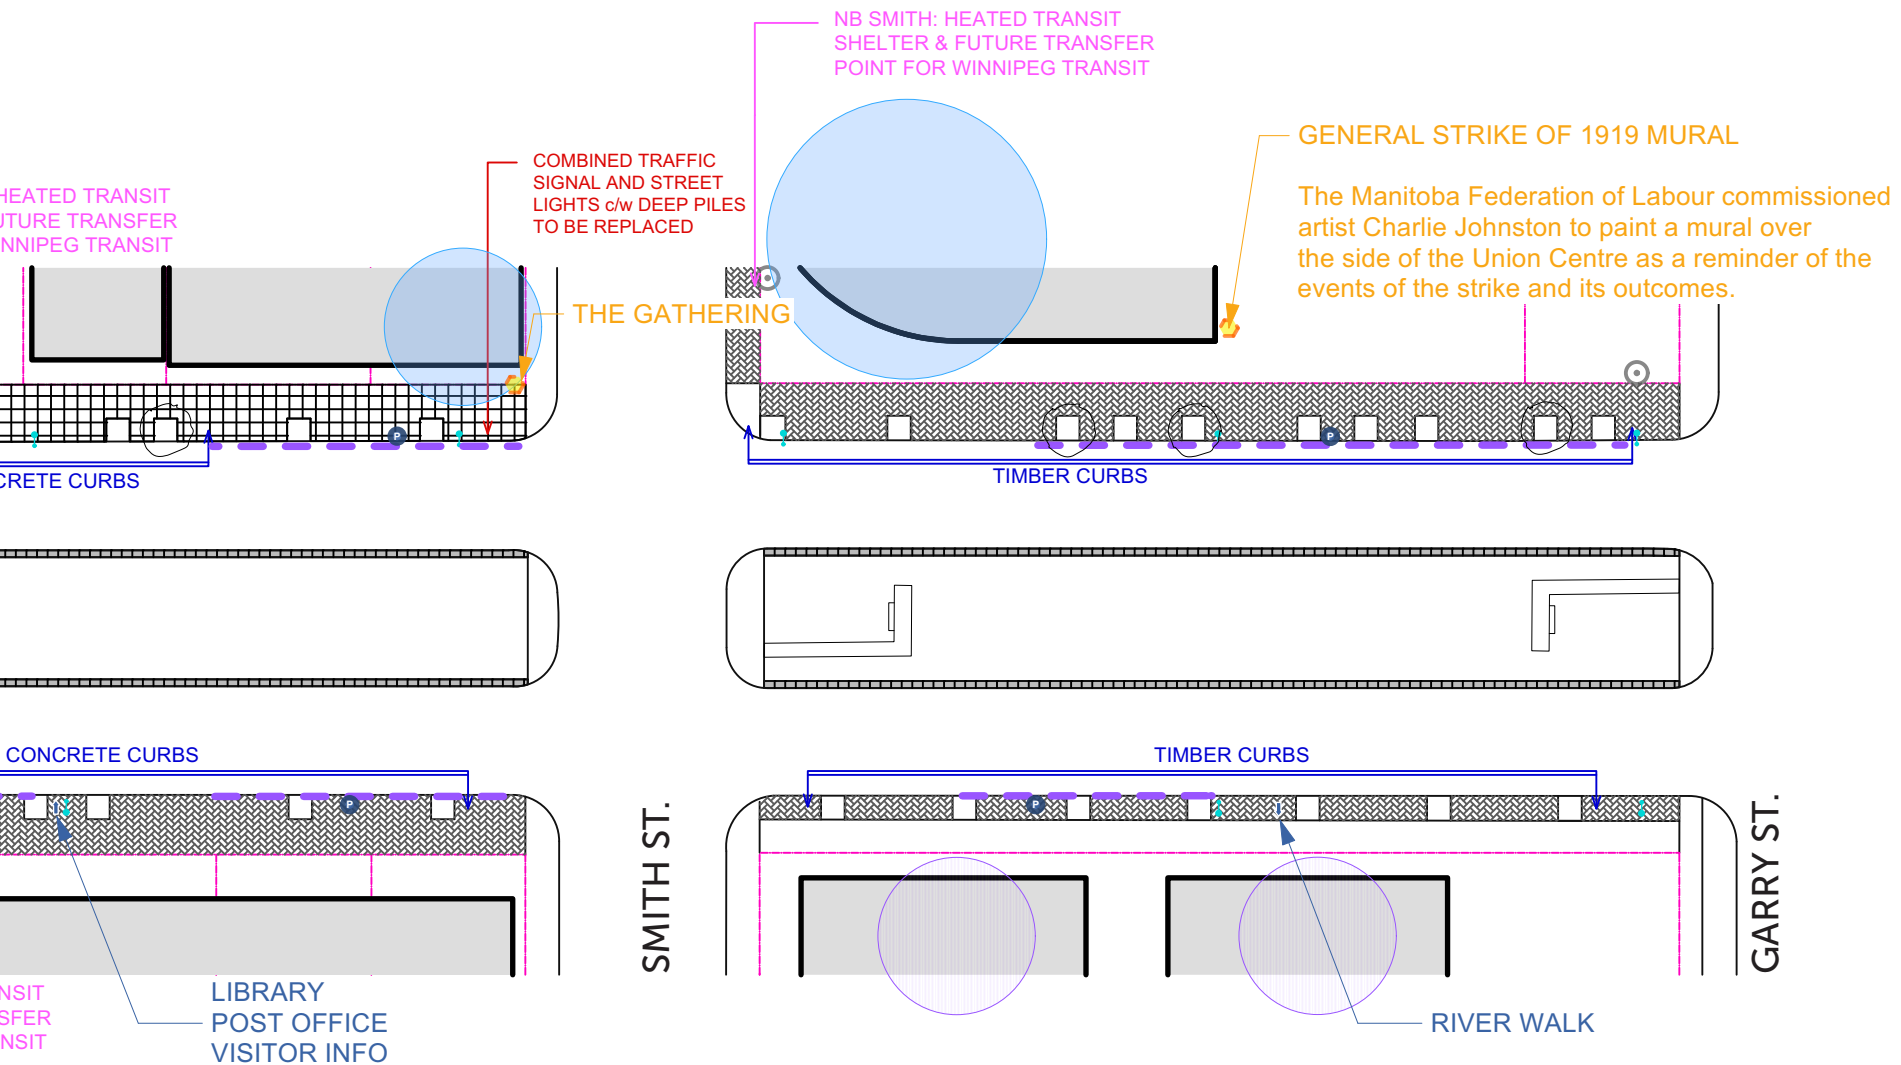 NB SMITH: HEATED TRANSIT
SHELTER & FUTURE TRANSFER
POINT FOR WINNIPEG TRANSIT
GENERAL STRIKE OF 1919 MURAL
The Manitoba Federation of Labour commissioned
artist Charlie Johnston to paint a mural over
the side of the Union Centre as a reminder of the
events of the strike and its outcomes.
COMBINED TRAFFIC
SIGNAL AND STREET
LIGHTS c/w DEEP PILES
TO BE REPLACED
HEATED TRANSIT
UTURE TRANSFER
NNIPEG TRANSIT
THE GATHERING
P
P
CRETE CURBS
TIMBER CURBS
CONCRETE CURBS
TIMBER CURBS
P
P
SMITH ST.
GARRY ST.
NSIT
SFER
NSIT
LIBRARY
POST OFFICE
VISITOR INFO
RIVER WALK